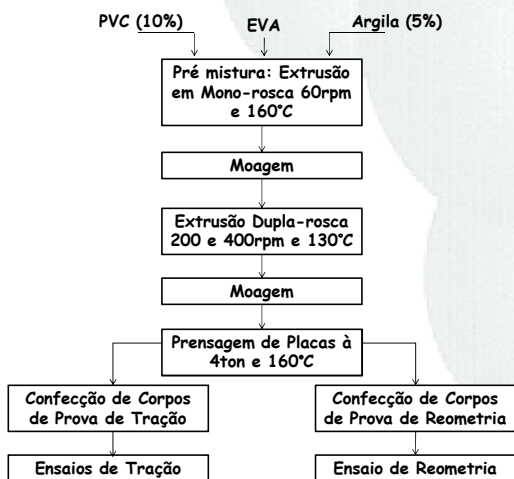 PVC (10%) EVA Argila (5%)
Pré mistura: Extrusão
em Mono-rosca 60rpm
e 160°C
Moagem
Extrusão Dupla-rosca
200 e 400rpm e 130°C
Moagem
Prensagem de Placas à
4ton e 160°C
Confecção de Corpos
de Prova de Tração
Confecção de Corpos
de Prova de Reometria
Ensaios de Tração
Ensaio de Reometria